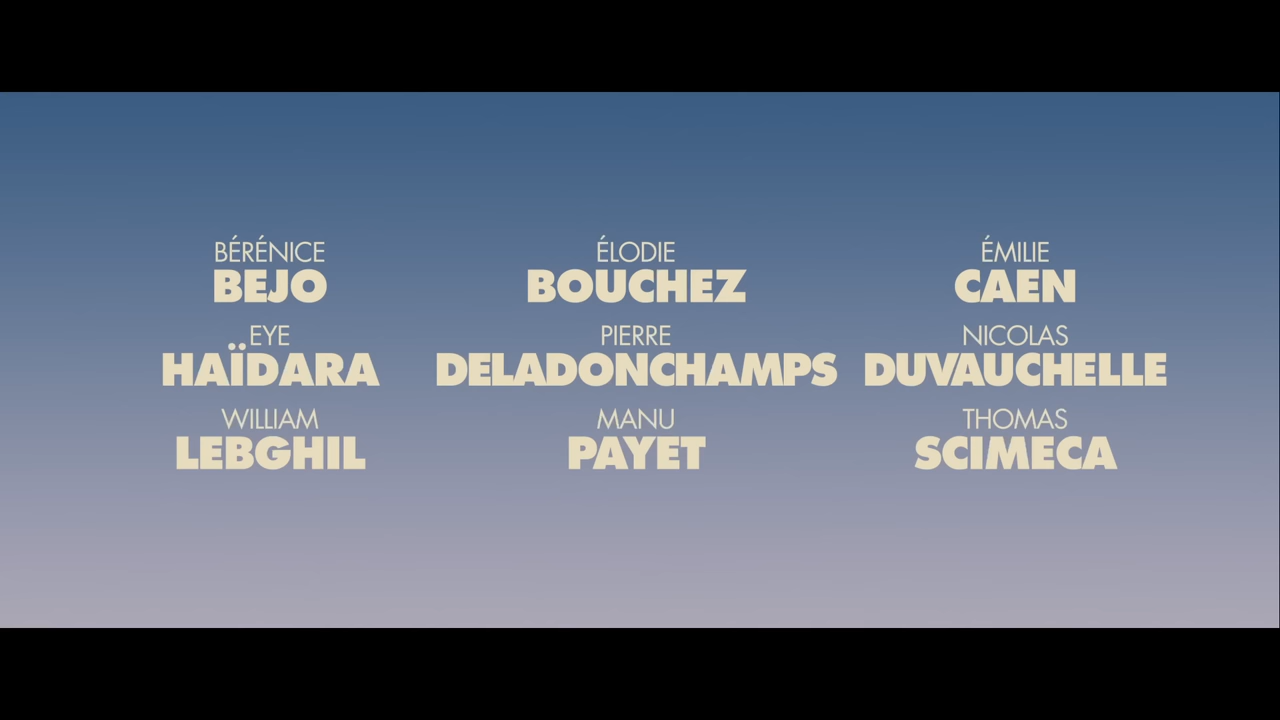 BÉRÉNICE
BEJO
ÉLODIE
BOUCHEZ
ÉMILIE
CAEN
EYE
HAÏDARA
PIERRE
DELADONCHAMPS
NICOLAS
DUVAUCHELLE
WILLIAM
LEBGHIL
MANU
PAYET
THOMAS
SCIMECA